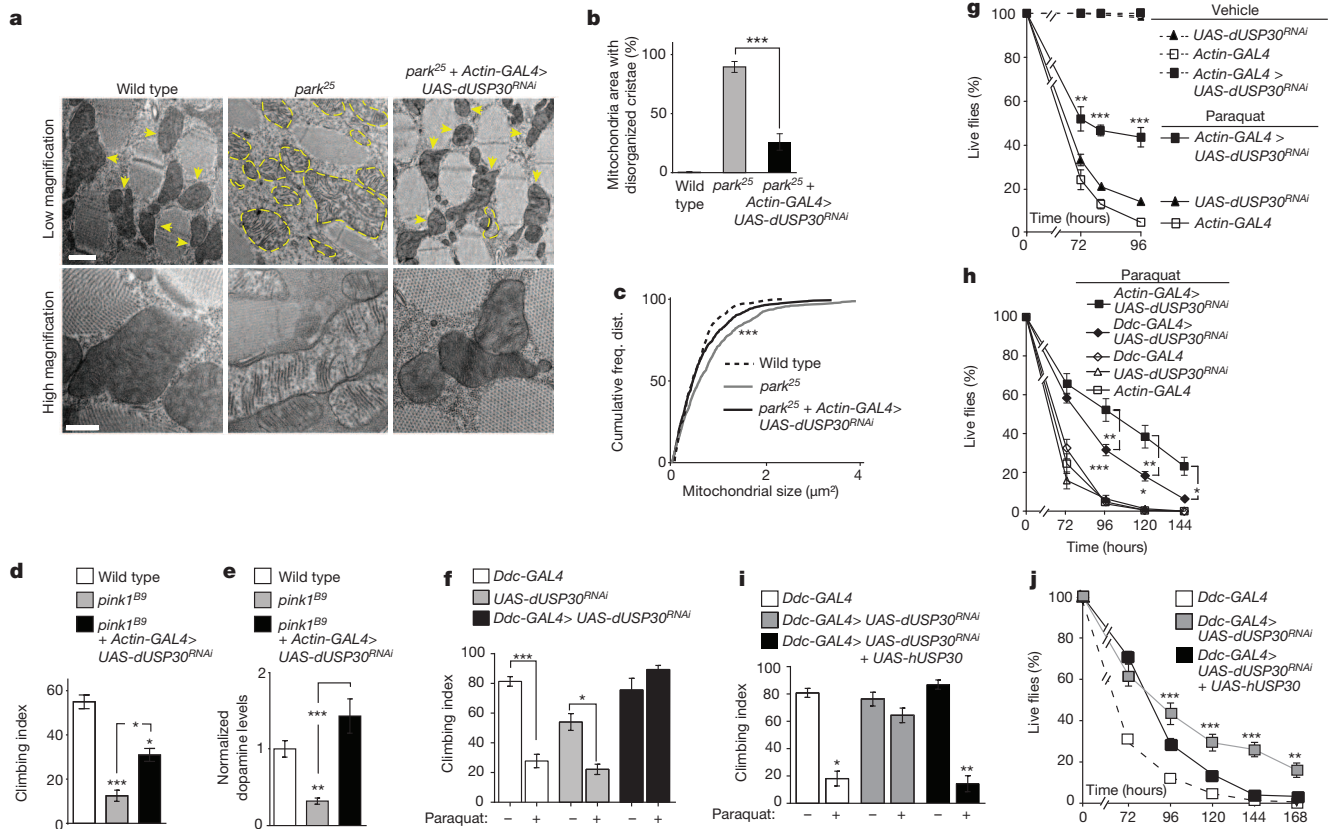 a
Wild type
park25
park25 + Actin-GAL4>
UAS-dUSP30RNAi
Low magnification
High magnification
b
Mitochondria area with
disorganized cristae (%)
100
50
0
***
Wild
type
park25
park25 +
Actin-GAL4>
UAS-dUSP30RNAi
c
Cumulative freq. dist.
100
50
0
2
4
***
Wild type
park25
park25 + Actin-GAL4>
UAS-dUSP30RNAi
Mitochondrial size (μm2)
d
Wild type
pink1B9
pink1B9
+ Actin-GAL4>
UAS-dUSP30RNAi
Climbing index
60
40
20
0
***
*
*
e
Wild type
pink1B9
pink1B9
+ Actin-GAL4>
UAS-dUSP30RNAi
Normalized
dopamine levels
2
1
0
***
**
f
Ddc-GAL4
UAS-dUSP30RNAi
Ddc-GAL4> UAS-dUSP30RNAi
Climbing index
100
80
60
40
20
0
***
*
Paraquat: – + – + – +
g
Live flies (%)
100
80
60
40
20
0
Time (hours)
0
72
96
**
***
***
Vehicle
UAS-dUSP30RNAi
Actin-GAL4
Actin-GAL4 >
UAS-dUSP30RNAi
Paraquat
Actin-GAL4 >
UAS-dUSP30RNAi
UAS-dUSP30RNAi
Actin-GAL4
h
Paraquat
Actin-GAL4>
UAS-dUSP30RNAi
Ddc-GAL4>
UAS-dUSP30RNAi
Ddc-GAL4
UAS-dUSP30RNAi
Actin-GAL4
Live flies (%)
100
80
60
40
20
0
**
***
**
*
*
0 72 96 120 144
Time (hours)
i
Ddc-GAL4
Ddc-GAL4> UAS-dUSP30RNAi
Ddc-GAL4> UAS-dUSP30RNAi
+ UAS-hUSP30
Climbing index
100
80
60
40
20
0
*
**
Paraquat: – + – + – +
j
Ddc-GAL4
Ddc-GAL4>
UAS-dUSP30RNAi
Ddc-GAL4>
UAS-dUSP30RNAi
+ UAS-hUSP30
Live flies (%)
100
80
60
40
20
0
***
***
***
**
Time (hours)
0 72 96 120 144 168